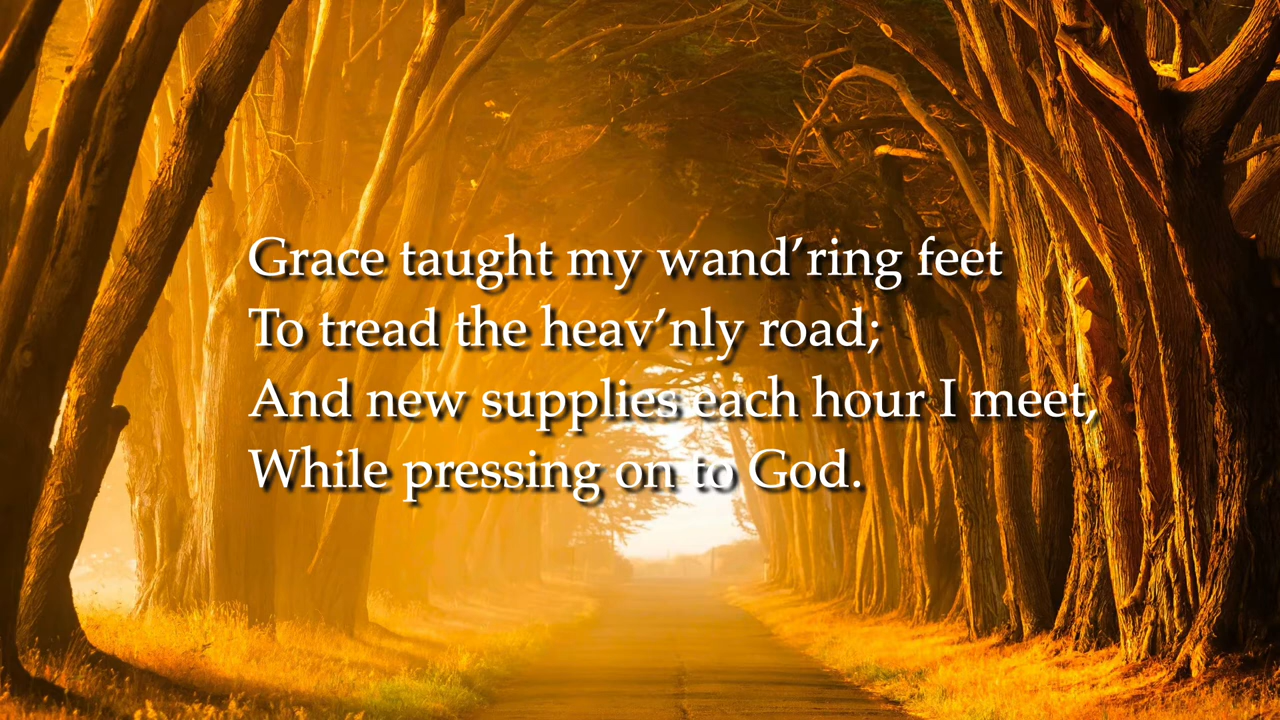 Grace taught my wand’ring feet
To tread the heav’nly road;
And new supplies each hour I meet,
While pressing on to God.